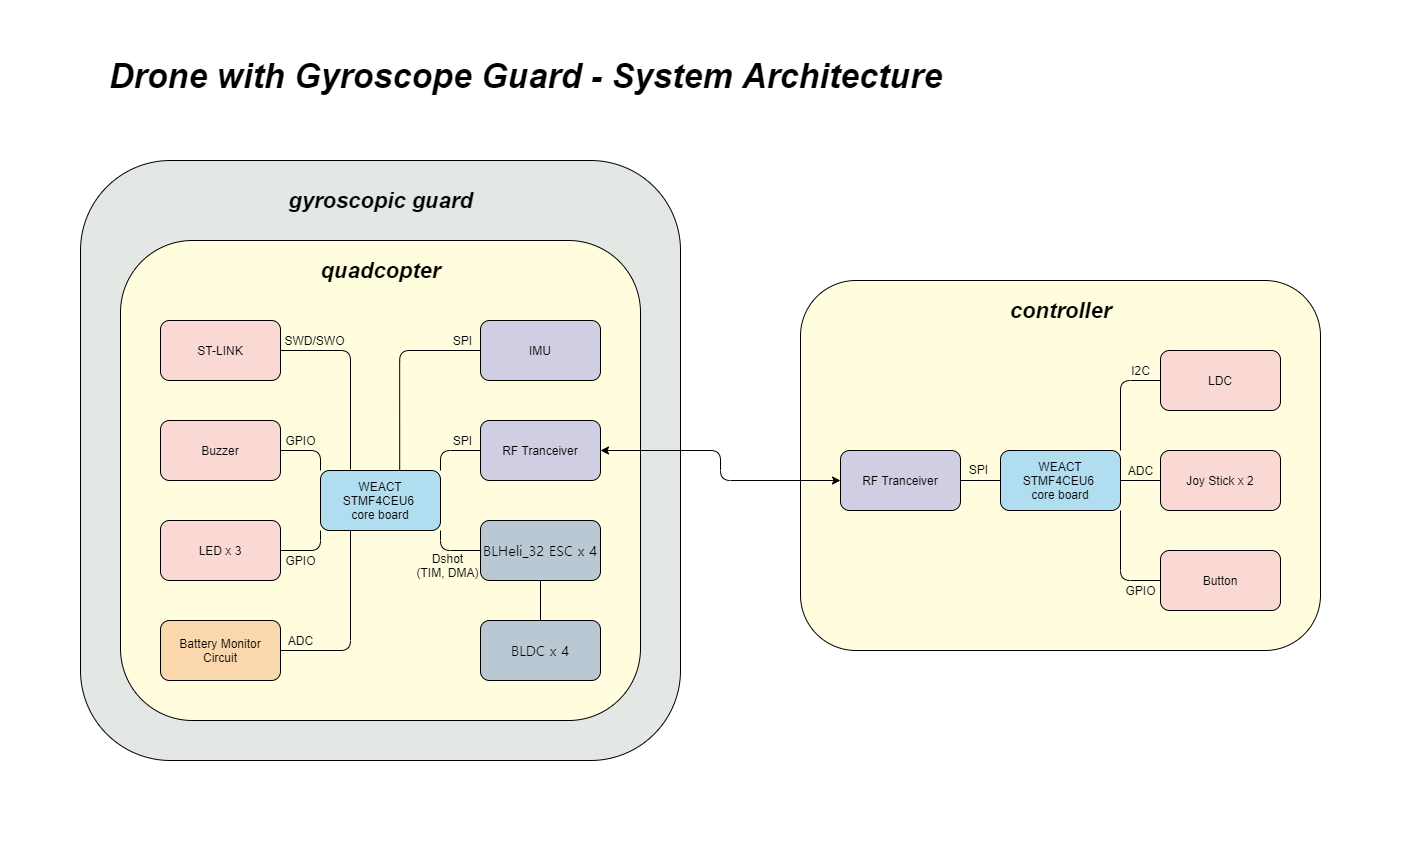 Drone with Gyroscope Guard - System Architecture
gyroscopic guard
quadcopter
ST-LINK
SWD/SWO
SPI
IMU
Buzzer
GPIO
SPI
RF Tranceiver
WEACT
STMF4CEU6
core board
LED x 3
GPIO
Dshot
(TIM, DMA)
BLHeli_32 ESC x 4
Battery Monitor
Circuit
ADC
BLDC x 4
controller
I2C
LDC
RF Tranceiver
SPI
WEACT
STMF4CEU6
core board
ADC
Joy Stick x 2
GPIO
Button